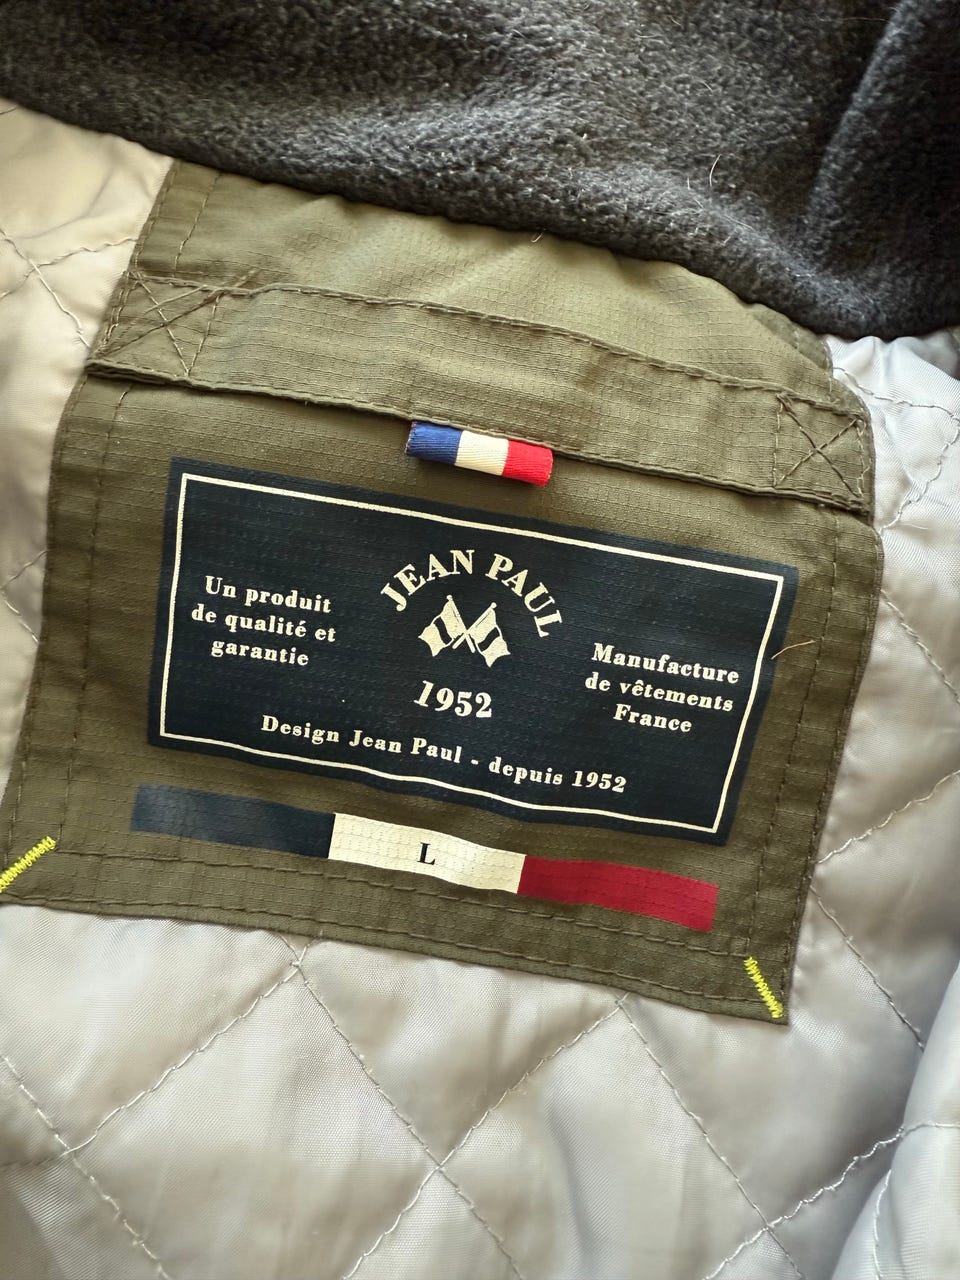 JEAN PAUL
Un produit
de qualité et
garantie
Manufacture
de vêtements
France
1952
Design Jean Paul - depuis 1952
L